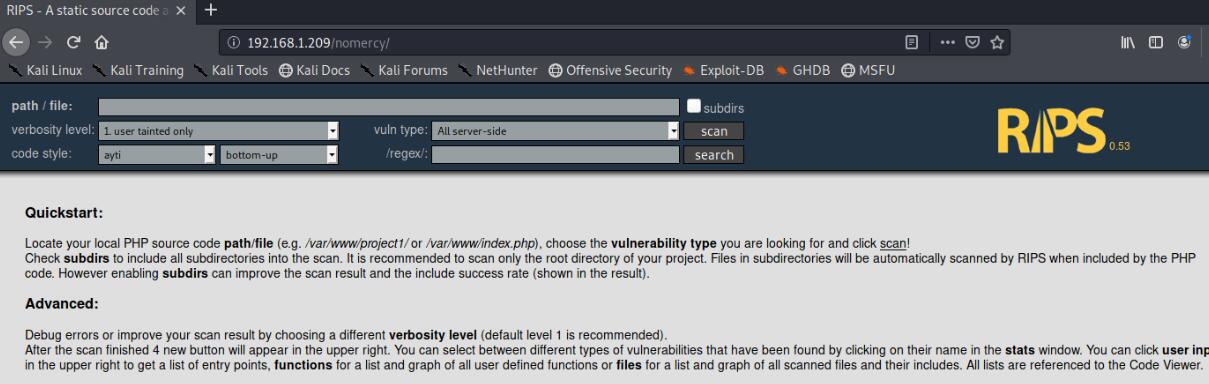 RIPS - A static source code a
192.168.1.209/nomercy/
Kali Linux Kali Training Kali Tools Kali Docs Kali Forums NetHunter Offensive Security Exploit-DB GHDB MSFU
path / file: subdirs
verbosity level: 1. user tainted only vuln type: All server-side scan
code style: ayti bottom-up /regex/: search
RIPS 0.53
Quickstart:
Locate your local PHP source code path/file (e.g. /var/www/project1/ or /var/www/index.php), choose the vulnerability type you are looking for and click scan!
Check subdirs to include all subdirectories into the scan. It is recommended to scan only the root directory of your project. Files in subdirectories will be automatically scanned by RIPS when included by the PHP
code. However enabling subdirs can improve the scan result and the include success rate (shown in the result).
Advanced:
Debug errors or improve your scan result by choosing a different verbosity level (default level 1 is recommended).
After the scan finished 4 new button will appear in the upper right. You can select between different types of vulnerabilities that have been found by clicking on their name in the stats window. You can click user inp
in the upper right to get a list of entry points, functions for a list and graph of all user defined functions or files for a list and graph of all scanned files and their includes. All lists are referenced to the Code Viewer.